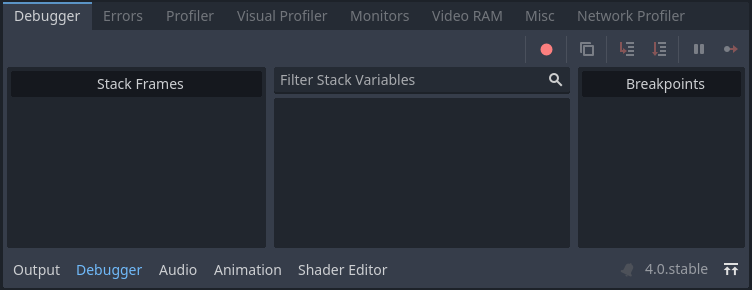 Debugger Errors Profiler Visual Profiler Monitors Video RAM Misc Network Profiler
Stack Frames
Filter Stack Variables
Breakpoints
Output Debugger Audio Animation Shader Editor 4.0.stable